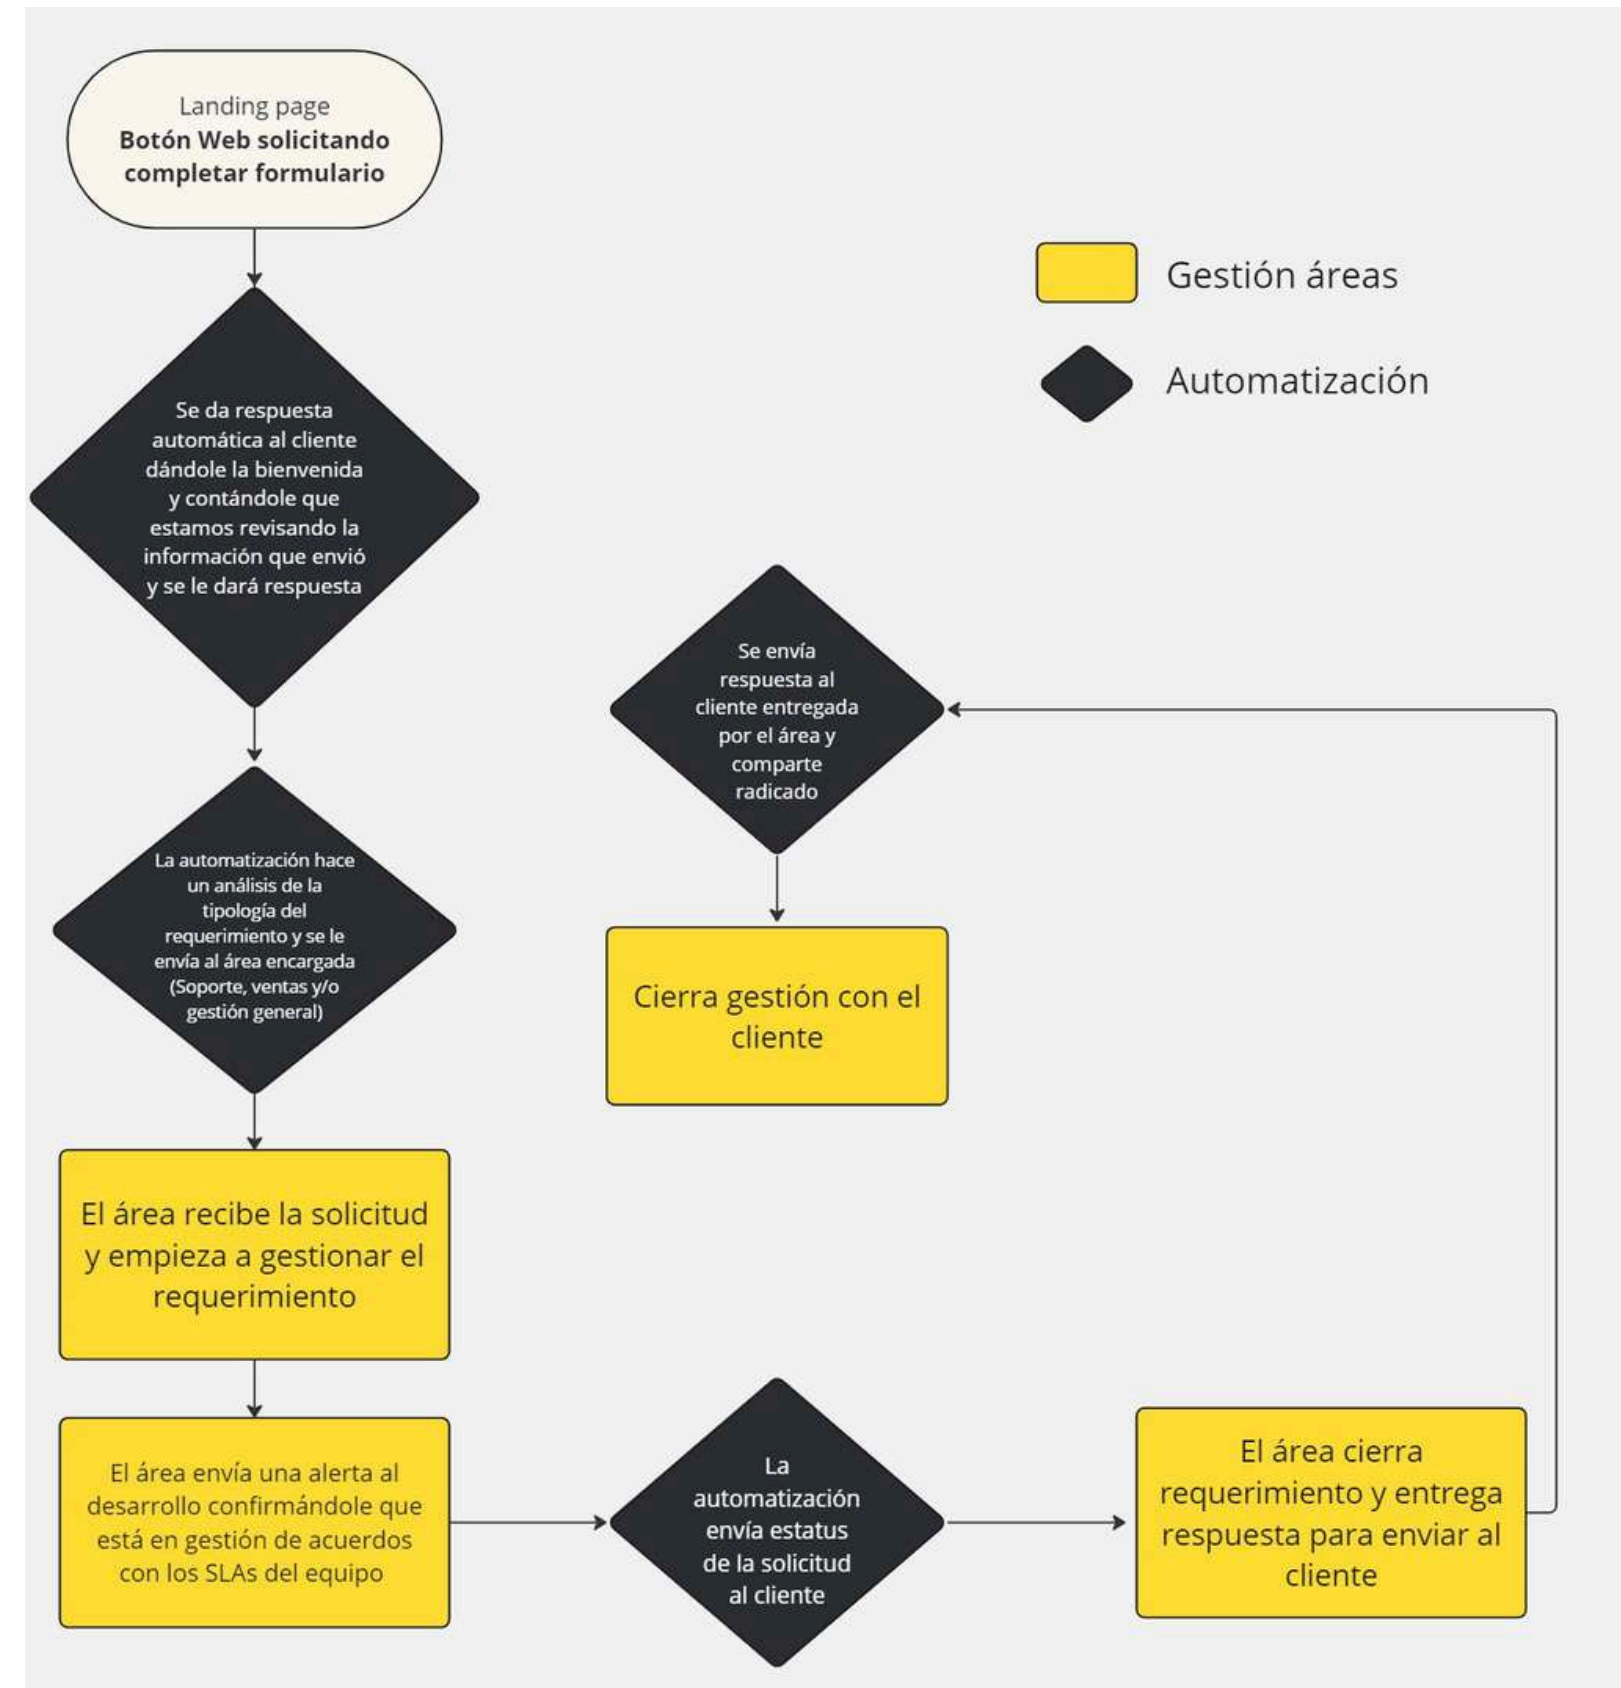 Landing page
Botón Web solicitando
completar formulario
Gestión áreas
Automatización
Se da respuesta
automática al cliente
dándole la bienvenida
y contándole que
estamos revisando la
información que envió
y se le dará respuesta
La automatización hace
un análisis de la
tipología del
requerimiento y se le
envía al área encargada
(Soporte, ventas y/o
gestión general)
El área recibe la solicitud
y empieza a gestionar el
requerimiento
El área envía una alerta al
desarrollo confirmándole que
está en gestión de acuerdos
con los SLAs del equipo
La
automatización
envía estatus
de la solicitud
al cliente
El área cierra
requerimiento y entrega
respuesta para enviar al
cliente
Se envía
respuesta al
cliente entregada
por el área y
comparte
radicado
Cierra gestión con el
cliente